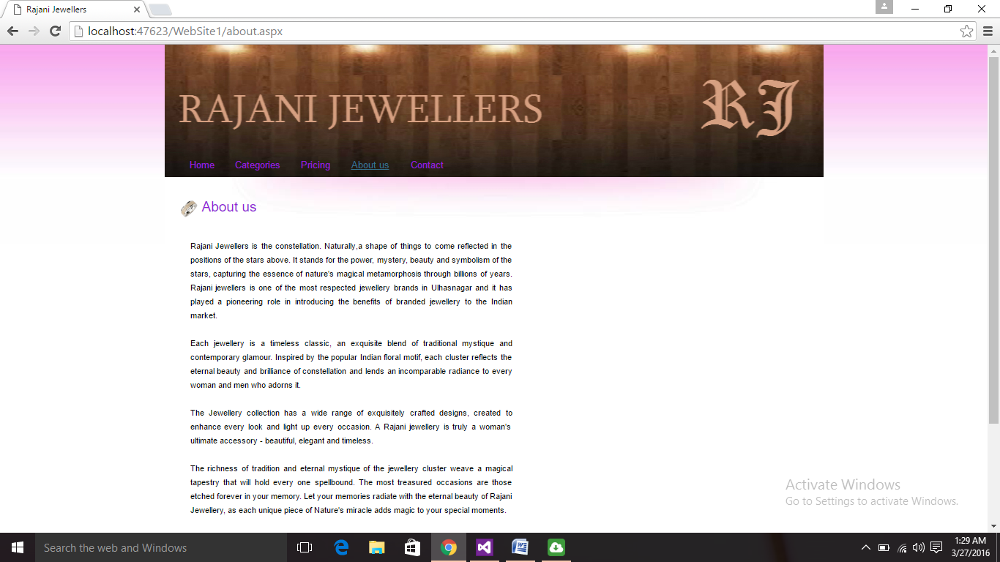 Rajani Jewellers
localhost:47623/WebSite1/about.aspx
RAJANI JEWELLERS
RJ
Home Categories Pricing About us Contact
About us
Rajani Jewellers is the constellation. Naturally,a shape of things to come reflected in the
positions of the stars above. It stands for the power, mystery, beauty and symbolism of the
stars, capturing the essence of nature's magical metamorphosis through billions of years.
Rajani jewellers is one of the most respected jewellery brands in Ulhasnagar and it has
played a pioneering role in introducing the benefits of branded jewellery to the Indian
market.
Each jewellery is a timeless classic, an exquisite blend of traditional mystique and
contemporary glamour. Inspired by the popular Indian floral motif, each cluster reflects the
eternal beauty and brilliance of constellation and lends an incomparable radiance to every
woman and men who adorns it.
The Jewellery collection has a wide range of exquisitely crafted designs, created to
enhance every look and light up every occasion. A Rajani jewellery is truly a woman's
ultimate accessory - beautiful, elegant and timeless.
The richness of tradition and eternal mystique of the jewellery cluster weave a magical
tapestry that will hold every one spellbound. The most treasured occasions are those
etched forever in your memory. Let your memories radiate with the eternal beauty of Rajani
Jewellery, as each unique piece of Nature's miracle adds magic to your special moments.
Activate Windows
Go to Settings to activate Windows.
Search the web and Windows
1:29 AM
3/27/2016